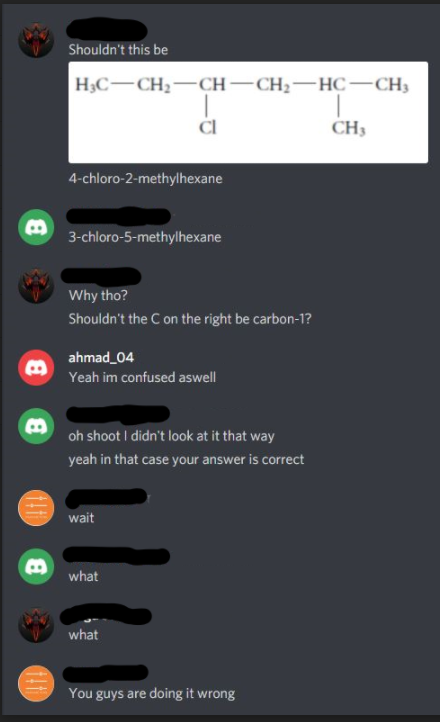 Shouldn't this be
H₃C—CH₂—CH—CH₂—HC—CH₃
Cl CH₃
4-chloro-2-methylhexane
3-chloro-5-methylhexane
Why tho?
Shouldn't the C on the right be carbon-1?
ahmad_04
Yeah im confused aswell
oh shoot I didn't look at it that way
yeah in that case your answer is correct
wait
what
what
You guys are doing it wrong